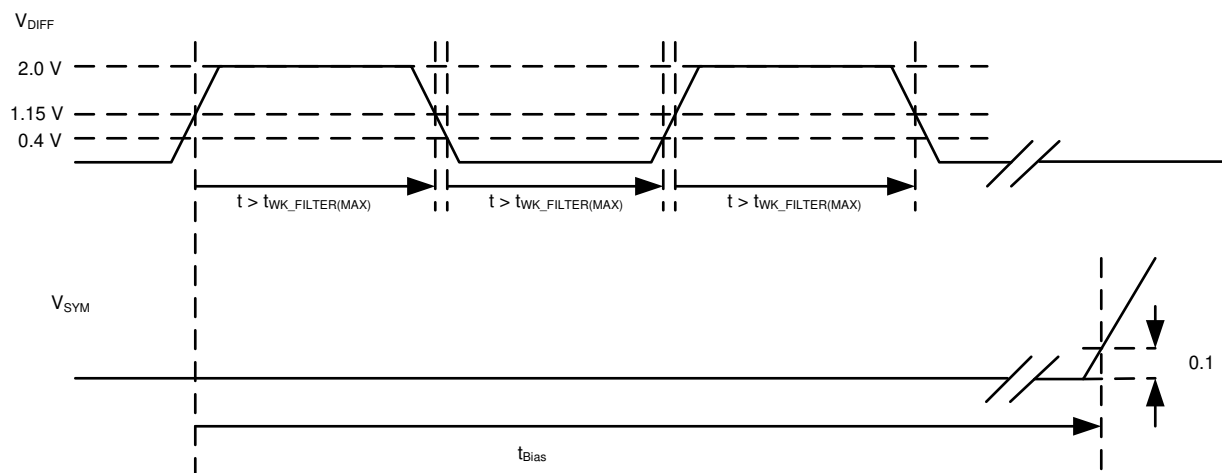 VDIFF
2.0 V
1.15 V
0.4 V
t > tWK_FILTER(MAX)
t > tWK_FILTER(MAX)
t > tWK_FILTER(MAX)
VSYM
0.1
tBias